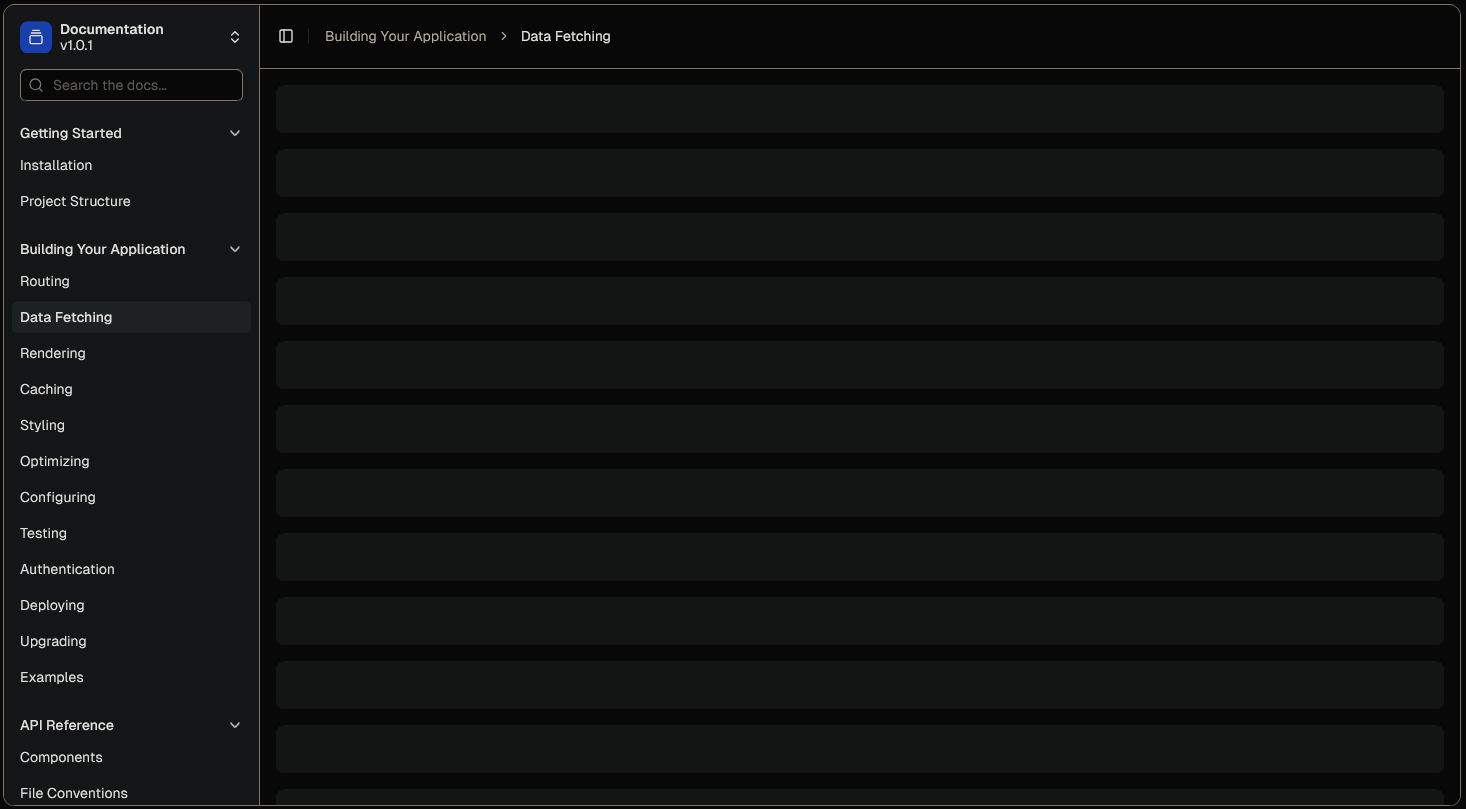 Documentation
v1.0.1
Search the docs...
Getting Started
Installation
Project Structure
Building Your Application
Routing
Data Fetching
Rendering
Caching
Styling
Optimizing
Configuring
Testing
Authentication
Deploying
Upgrading
Examples
API Reference
Components
File Conventions
Building Your Application > Data Fetching